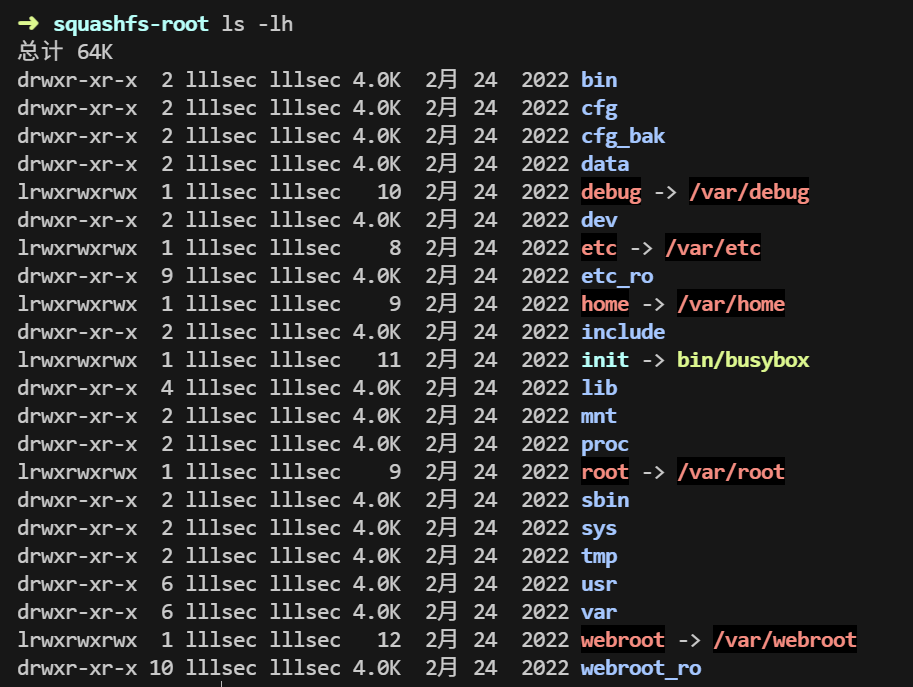 ➜ squashfs-root ls -lh
总计 64K
drwxr-xr-x  2 lllsec lllsec 4.0K  2月 24  2022 bin
drwxr-xr-x  2 lllsec lllsec 4.0K  2月 24  2022 cfg
drwxr-xr-x  2 lllsec lllsec 4.0K  2月 24  2022 cfg_bak
drwxr-xr-x  2 lllsec lllsec 4.0K  2月 24  2022 data
lrwxrwxrwx  1 lllsec lllsec   10  2月 24  2022 debug -> /var/debug
drwxr-xr-x  2 lllsec lllsec 4.0K  2月 24  2022 dev
lrwxrwxrwx  1 lllsec lllsec    8  2月 24  2022 etc -> /var/etc
drwxr-xr-x  9 lllsec lllsec 4.0K  2月 24  2022 etc_ro
lrwxrwxrwx  1 lllsec lllsec    9  2月 24  2022 home -> /var/home
drwxr-xr-x  2 lllsec lllsec 4.0K  2月 24  2022 include
lrwxrwxrwx  1 lllsec lllsec   11  2月 24  2022 init -> bin/busybox
drwxr-xr-x  4 lllsec lllsec 4.0K  2月 24  2022 lib
drwxr-xr-x  2 lllsec lllsec 4.0K  2月 24  2022 mnt
drwxr-xr-x  2 lllsec lllsec 4.0K  2月 24  2022 proc
lrwxrwxrwx  1 lllsec lllsec    9  2月 24  2022 root -> /var/root
drwxr-xr-x  2 lllsec lllsec 4.0K  2月 24  2022 sbin
drwxr-xr-x  2 lllsec lllsec 4.0K  2月 24  2022 sys
drwxr-xr-x  2 lllsec lllsec 4.0K  2月 24  2022 tmp
drwxr-xr-x  6 lllsec lllsec 4.0K  2月 24  2022 usr
drwxr-xr-x  6 lllsec lllsec 4.0K  2月 24  2022 var
lrwxrwxrwx  1 lllsec lllsec   12  2月 24  2022 webroot -> /var/webroot
drwxr-xr-x 10 lllsec lllsec 4.0K  2月 24  2022 webroot_ro